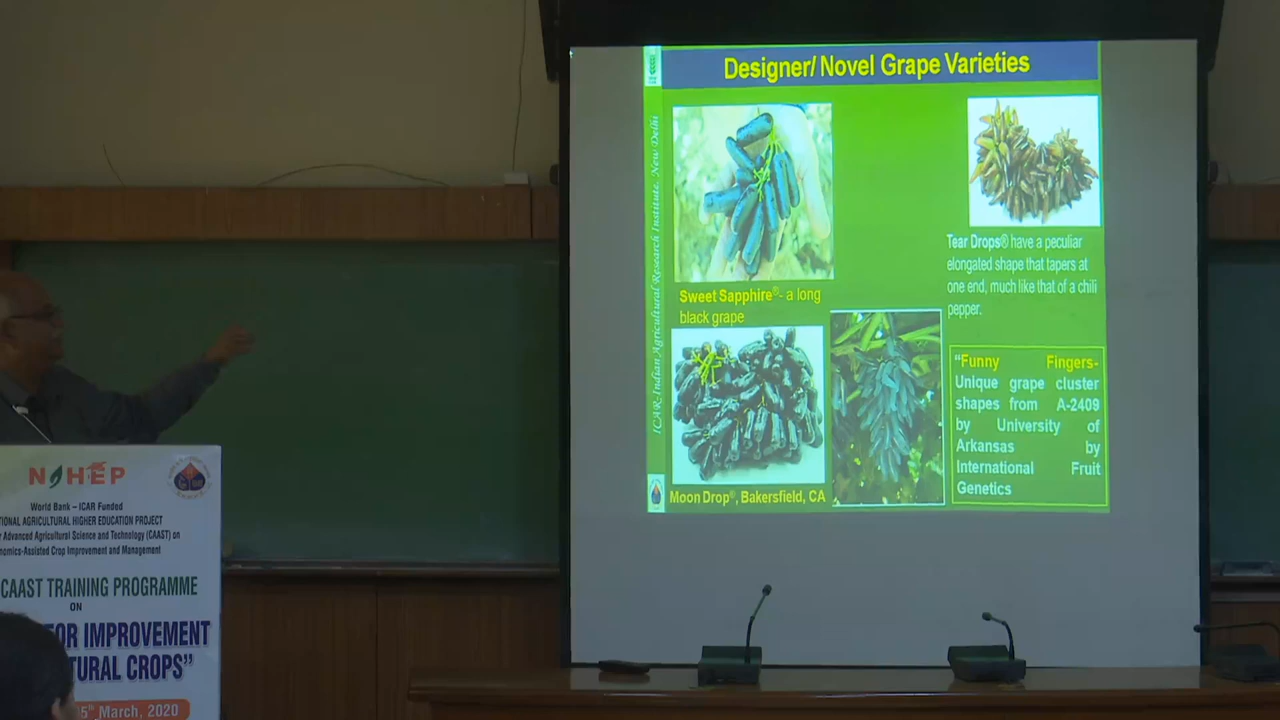 Designer/ Novel Grape Varieties
ICAR-Indian Agricultural Research Institute, New Delhi
Sweet Sapphire®- a long
black grape
Moon Drop®, Bakersfield, CA
Tear Drops® have a peculiar
elongated shape that tapers at
one end, much like that of a chili
pepper.
“Funny Fingers-
Unique grape cluster
shapes from A-2409
by University of
Arkansas by
International Fruit
Genetics
NAHEP
World Bank – ICAR Funded
TIONAL AGRICULTURAL HIGHER EDUCATION PROJECT
r Advanced Agricultural Science and Technology (CAAST) on
nomics-Assisted Crop Improvement and Management
CAAST TRAINING PROGRAMME
ON
FOR IMPROVEMENT
TURAL CROPS”
5th March, 2020